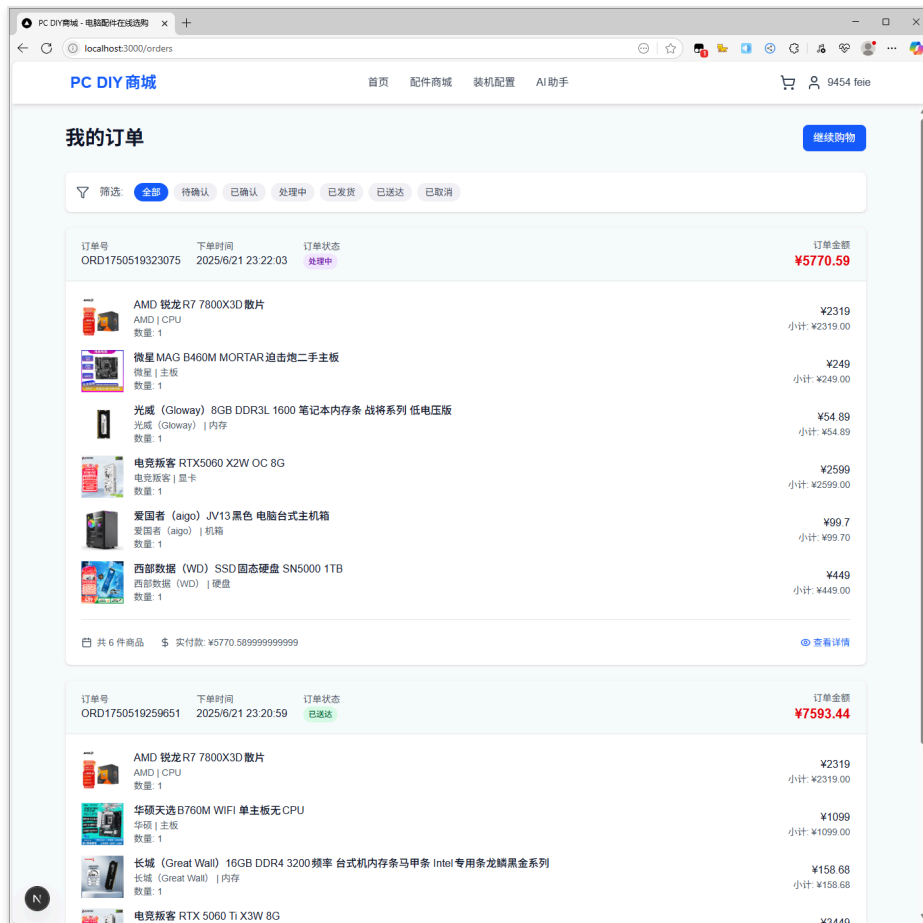 PC DIY商城 - 电脑配件在线选购
localhost:3000/orders
1
PC DIY 商城
首页 配件商城 装机配置 AI 助手
9454 feie
我的订单
继续购物
筛选: 全部 待确认 已确认 处理中 已发货 已送达 已取消
订单号 下单时间 订单状态 订单金额
ORD1750519323075 2025/6/21 23:22:03 处理中 ¥5770.59
AMD 锐龙R7 7800X3D散片
¥2319
AMD | CPU
小计: ¥2319.00
数量: 1
微星MAG B460M MORTAR迫击炮二手主板
¥249
微星 | 主板
小计: ¥249.00
数量: 1
光威（Gloway）8GB DDR3L 1600 笔记本内存条 战将系列 低电压版
¥54.89
光威（Gloway） | 内存
小计: ¥54.89
数量: 1
电竞叛客 RTX5060 X2W OC 8G
¥2599
电竞叛客 | 显卡
小计: ¥2599.00
数量: 1
爱国者（aigo）JV13黑色 电脑台式主机箱
¥99.7
爱国者（aigo） | 机箱
小计: ¥99.70
数量: 1
西部数据（WD）SSD固态硬盘 SN5000 1TB
¥449
西部数据（WD） | 硬盘
小计: ¥449.00
数量: 1
共 6 件商品 $ 实付款: ¥5770.589999999999 查看详情
订单号 下单时间 订单状态 订单金额
ORD1750519259651 2025/6/21 23:20:59 已送达 ¥7593.44
AMD 锐龙R7 7800X3D散片
¥2319
AMD | CPU
小计: ¥2319.00
数量: 1
华硕天选B760M WIFI 单主板无CPU
¥1099
华硕 | 主板
小计: ¥1099.00
数量: 1
长城（Great Wall）16GB DDR4 3200频率 台式机内存条马甲条 Intel专用条龙鳞黑金系列
¥158.68
长城（Great Wall） | 内存
小计: ¥158.68
数量: 1
电竞叛客 RTX 5060 Ti X3W 8G
¥3449
N